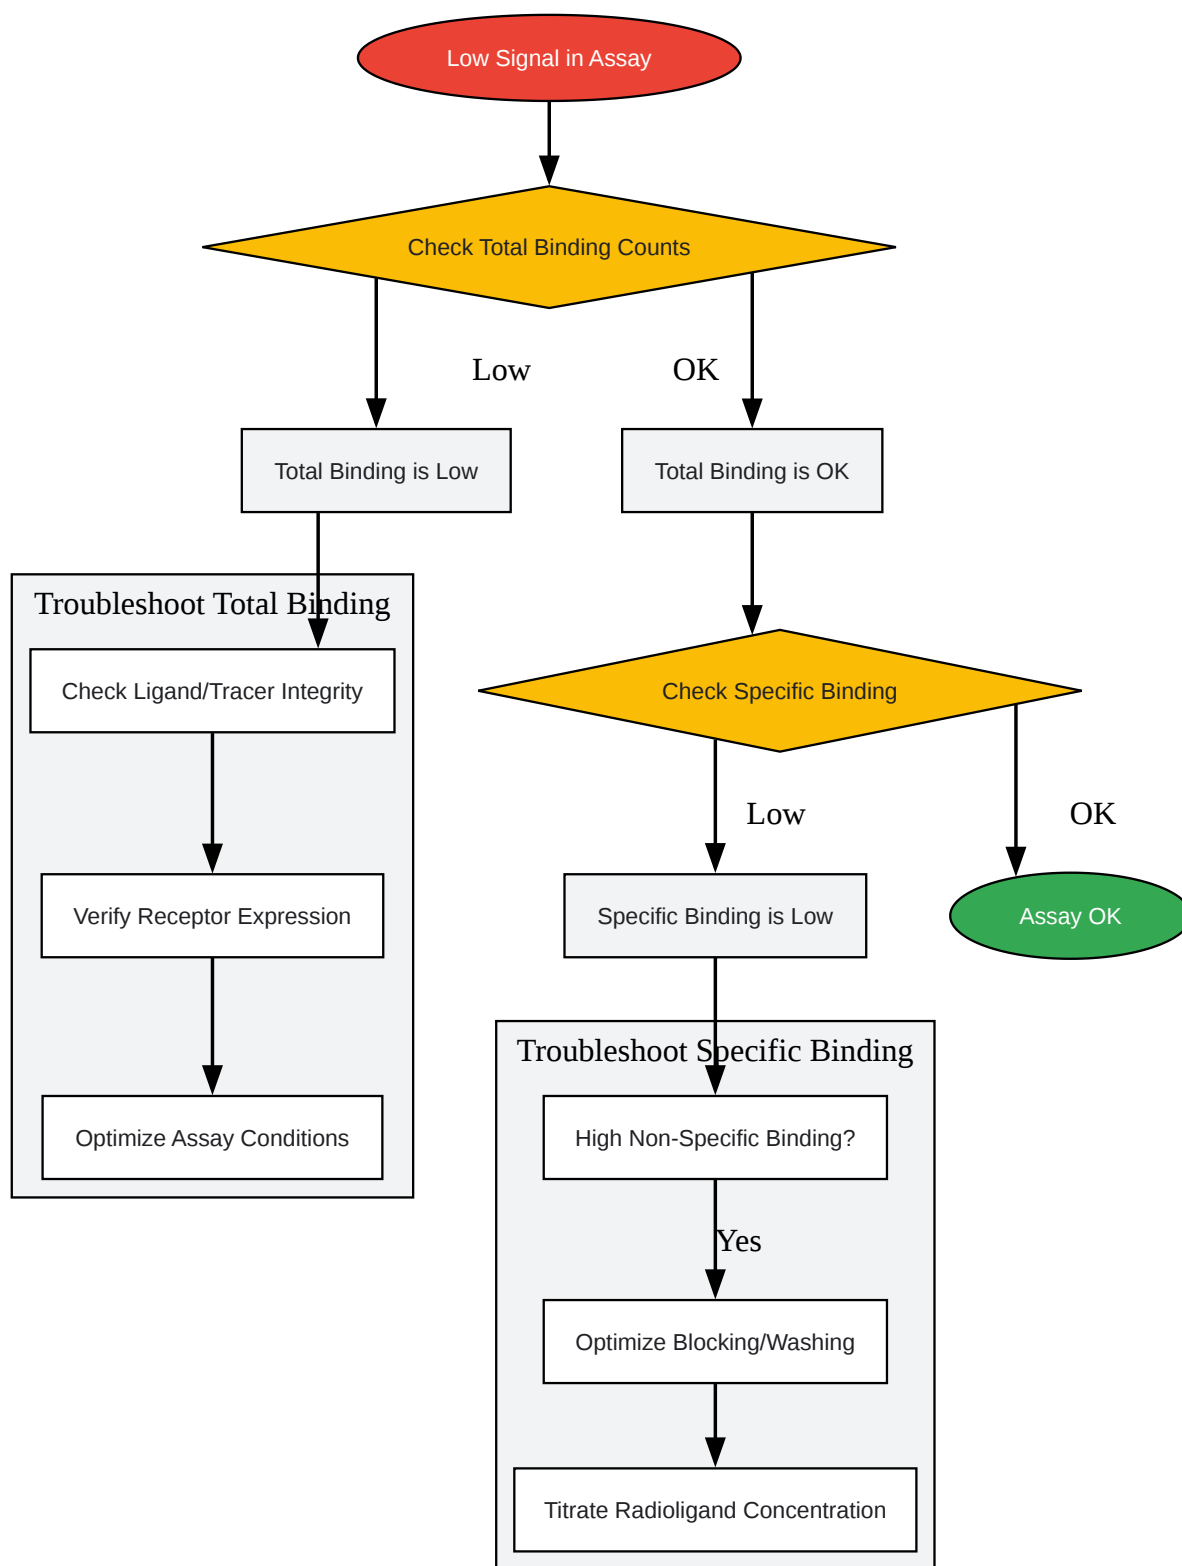 Low Signal in Assay
Check Total Binding Counts
Low
OK
Total Binding is Low
Total Binding is OK
Troubleshoot Total Binding
Check Ligand/Tracer Integrity
Check Specific Binding
Low
OK
Verify Receptor Expression
Specific Binding is Low
Assay OK
Troubleshoot Specific Binding
Optimize Assay Conditions
High Non-Specific Binding?
Yes
Optimize Blocking/Washing
Titrate Radioligand Concentration